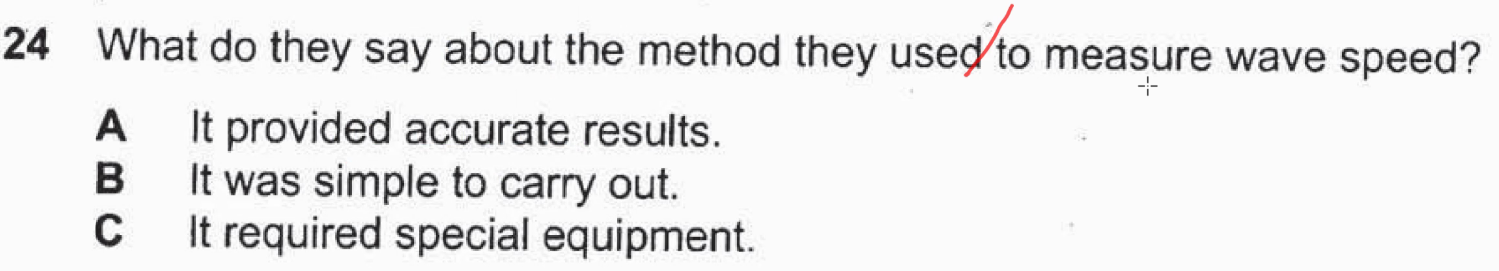 24 What do they say about the method they used to measure wave speed?
A It provided accurate results.
B It was simple to carry out.
C It required special equipment.